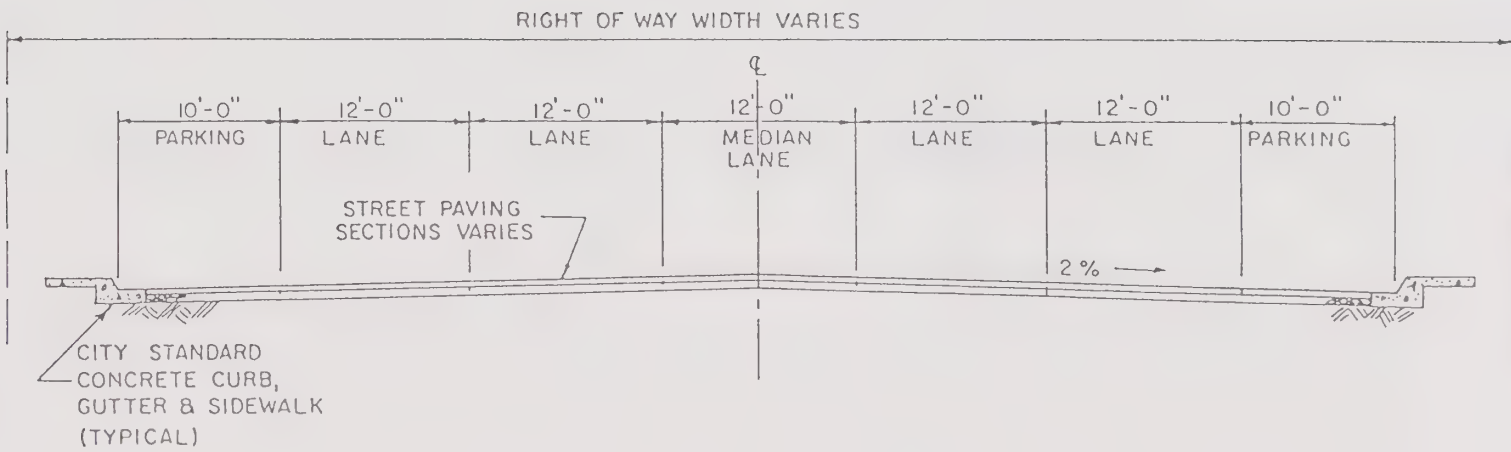 RIGHT OF WAY WIDTH VARIES
℄
10'-0" 12'-0" 12'-0" 12'-0" 12'-0" 12'-0" 10'-0"
PARKING LANE LANE MEDIAN LANE LANE PARKING
LANE
STREET PAVING
SECTIONS VARIES
2%
CITY STANDARD
CONCRETE CURB,
GUTTER & SIDEWALK
(TYPICAL)